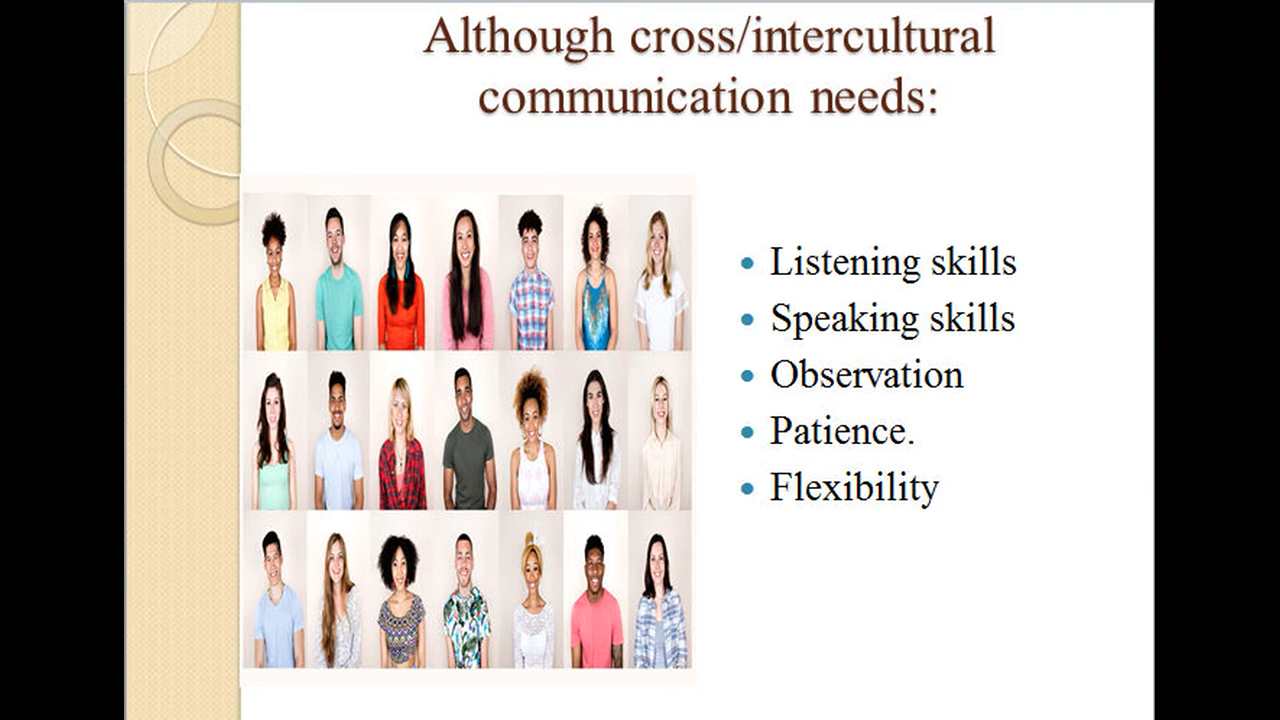 Although cross/intercultural
communication needs:
• Listening skills
• Speaking skills
• Observation
• Patience.
• Flexibility